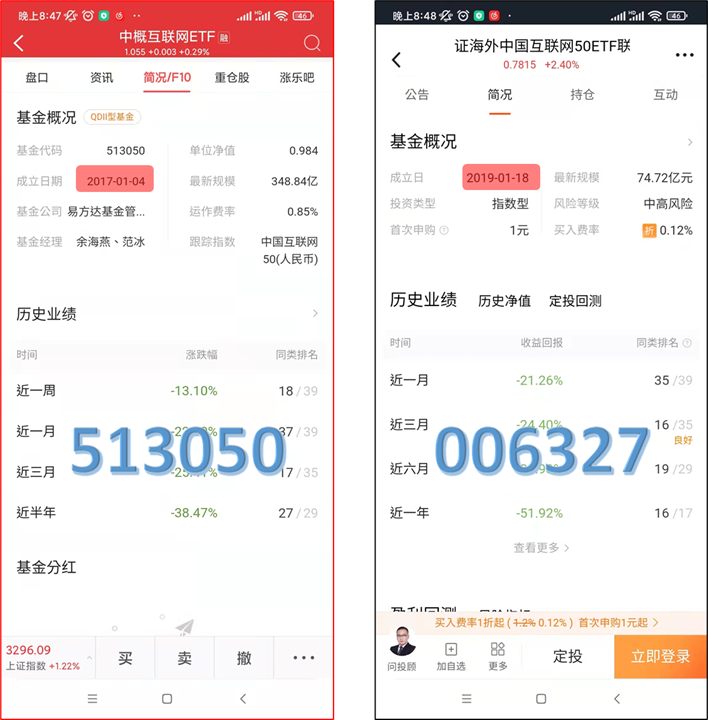 晚上8:47
46
中概互联网ETF 融
1.055 +0.003 +0.29%
盘口 资讯 简况/F10 重仓股 涨乐吧
基金概况 QDII型基金
基金代码 513050 单位净值 0.984
成立日期 2017-01-04 最新规模 348.84亿
基金公司 易方达基金管... 运作费率 0.85%
基金经理 余海燕、范冰 跟踪指数 中国互联网
50(人民币)
历史业绩
时间 涨跌幅 同类排名
近一周 -13.10% 18 / 39
近一月 37 / 39
513050
近三月 17 / 35
近半年 -38.47% 27 / 29
基金分红
3296.09
上证指数 +1.22%
买 卖 撤 ···
晚上8:48
46
证海外中国互联网50ETF联
0.7815 +2.40%
公告 简况 持仓 互动
基金概况
成立日 2019-01-18 最新规模 74.72亿元
投资类型 指数型 风险等级 中高风险
首次申购 1元 买入费率 折 0.12%
历史业绩 历史净值 定投回测
时间 收益回报 同类排名
近一月 -21.26% 35 / 39
近三月 -24.40% 16 / 35
良好
006327
近六月 19 / 29
近一年 -51.92% 16 / 17
查看更多
买入费率1折起 ( 1.2% 0.12% ) 首次申购1元起
问投顾 加自选 更多 定投 立即登录